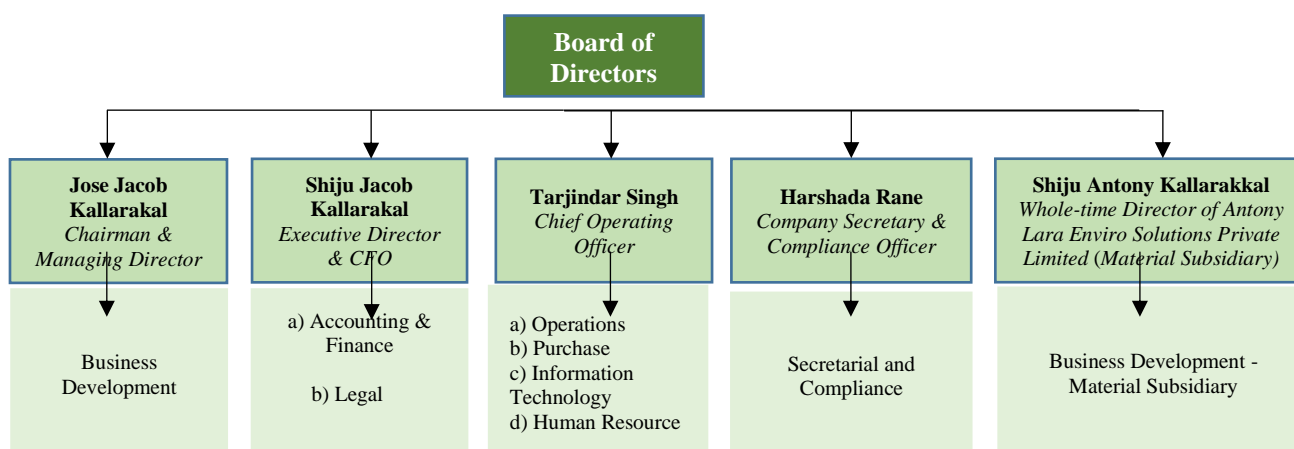 Board of
Directors
Jose Jacob
Kallarakal
Chairman &
Managing Director
Shiju Jacob
Kallarakal
Executive Director
& CFO
Tarjindar Singh
Chief Operating
Officer
Harshada Rane
Company Secretary &
Compliance Officer
Shiju Antony Kallarakkal
Whole-time Director of Antony
Lara Enviro Solutions Private
Limited (Material Subsidiary)
Business
Development
a) Accounting &
Finance
b) Legal
a) Operations
b) Purchase
c) Information
Technology
d) Human Resource
Secretarial and
Compliance
Business Development -
Material Subsidiary